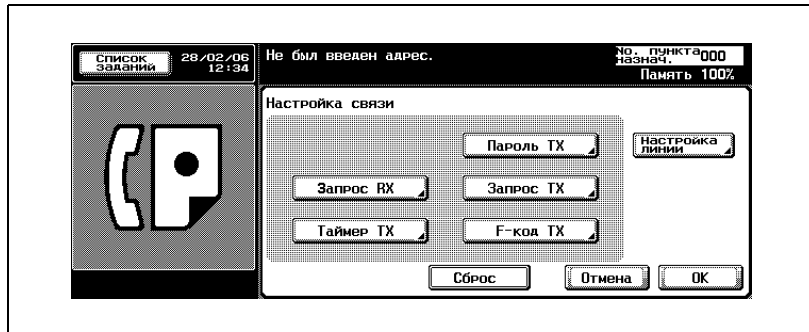 Список
заданий
28/02/06
12:34
Не был введен адрес.
No. пункта
назнач.
000
Память 100%
Настройка связи
Пароль TX
Настройка
линии
Запрос RX
Запрос TX
Таймер TX
F-код TX
Сброс
Отмена
OK